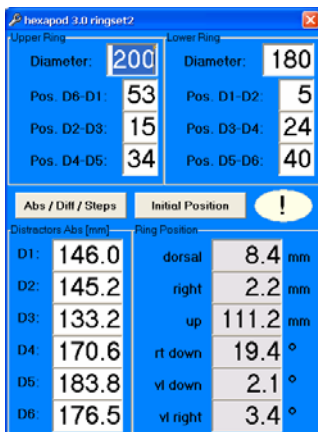 hexapod 3.0 ringset2
Upper Ring Lower Ring
Diameter: 200 Diameter: 180
Pos. D6-D1: 53 Pos. D1-D2: 5
Pos. D2-D3: 15 Pos. D3-D4: 24
Pos. D4-D5: 34 Pos. D5-D6: 40
Abs / Diff / Steps Initial Position !
Distractors Abs [mm] Ring Position
D1: 146.0 dorsal 8.4 mm
D2: 145.2 right 2.2 mm
D3: 133.2 up 111.2 mm
D4: 170.6 rt down 19.4 °
D5: 183.8 vl down 2.1 °
D6: 176.5 vl right 3.4 °